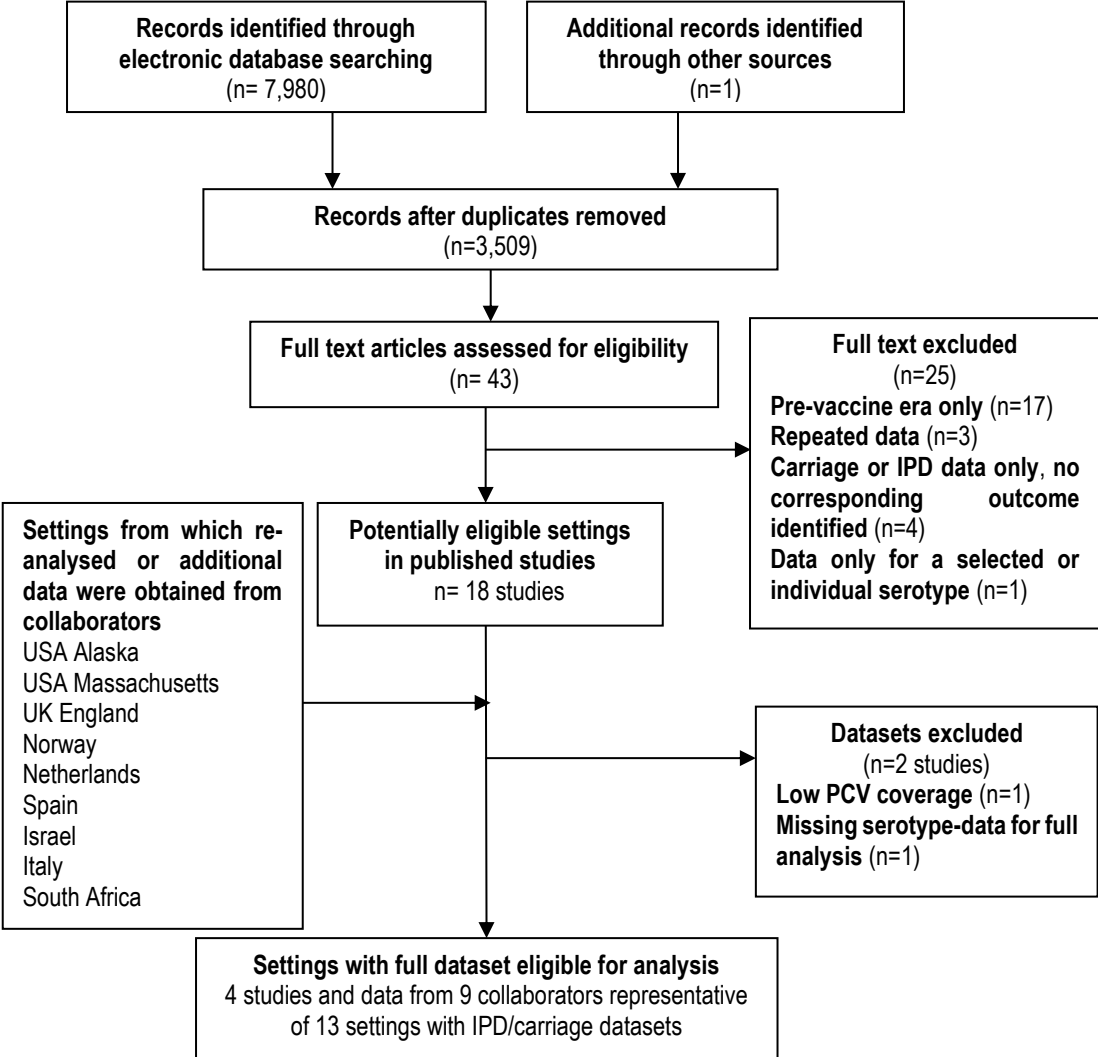 Records identified through
electronic database searching
(n= 7,980)
Additional records identified
through other sources
(n=1)
Records after duplicates removed
(n=3,509)
Full text articles assessed for eligibility
(n= 43)
Full text excluded
(n=25)
Pre-vaccine era only (n=17)
Repeated data (n=3)
Carriage or IPD data only, no
corresponding outcome
identified (n=4)
Data only for a selected or
individual serotype (n=1)
Settings from which re-
analysed or additional
data were obtained from
collaborators
USA Alaska
USA Massachusetts
UK England
Norway
Netherlands
Spain
Israel
Italy
South Africa
Potentially eligible settings
in published studies
n= 18 studies
Datasets excluded
(n=2 studies)
Low PCV coverage (n=1)
Missing serotype-data for full
analysis (n=1)
Settings with full dataset eligible for analysis
4 studies and data from 9 collaborators representative
of 13 settings with IPD/carriage datasets